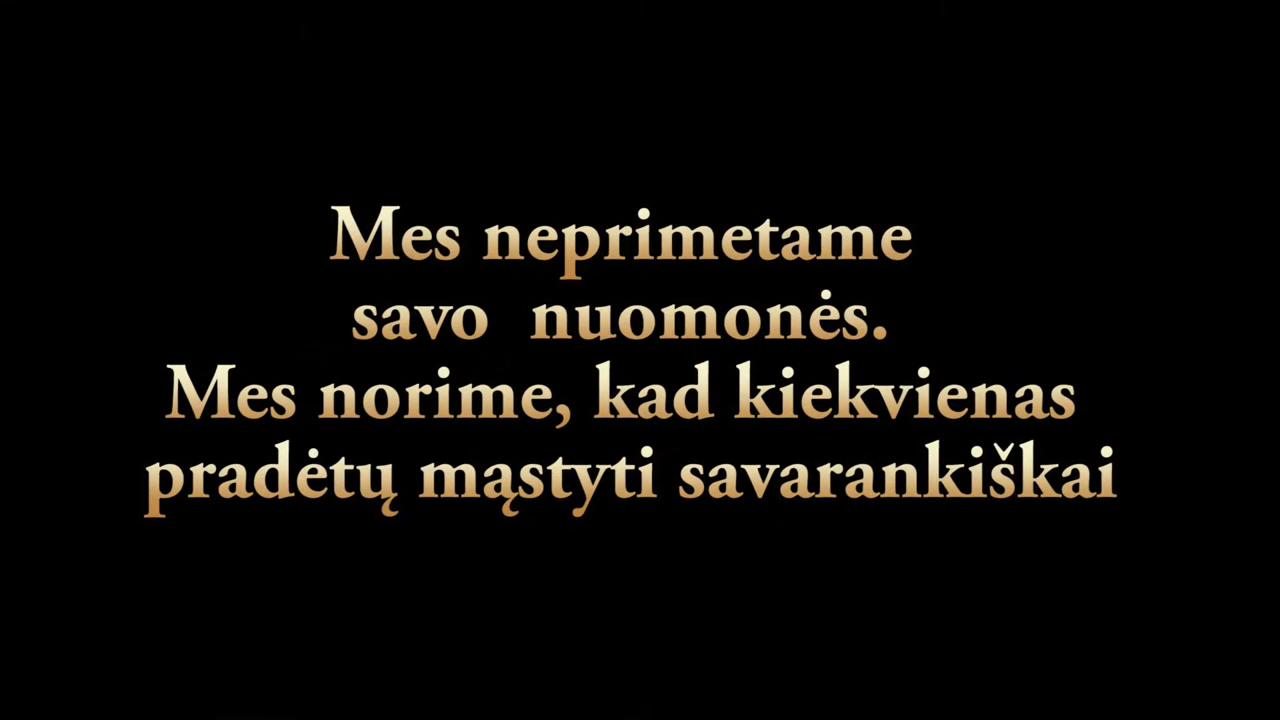 Mes neprimetame
savo nuomonės.
Mes norime, kad kiekvienas
pradėtų mąstyti savarankiškai